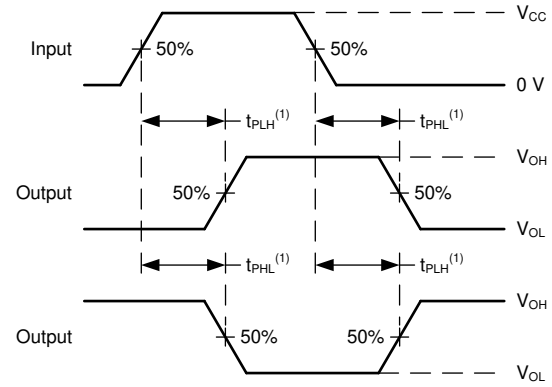 V_CC
Input 50% 50%
0 V
t_PLH^(1) t_PHL^(1)
V_OH
Output 50% 50%
V_OL
t_PHL^(1) t_PLH^(1)
V_OH
Output 50% 50%
V_OL